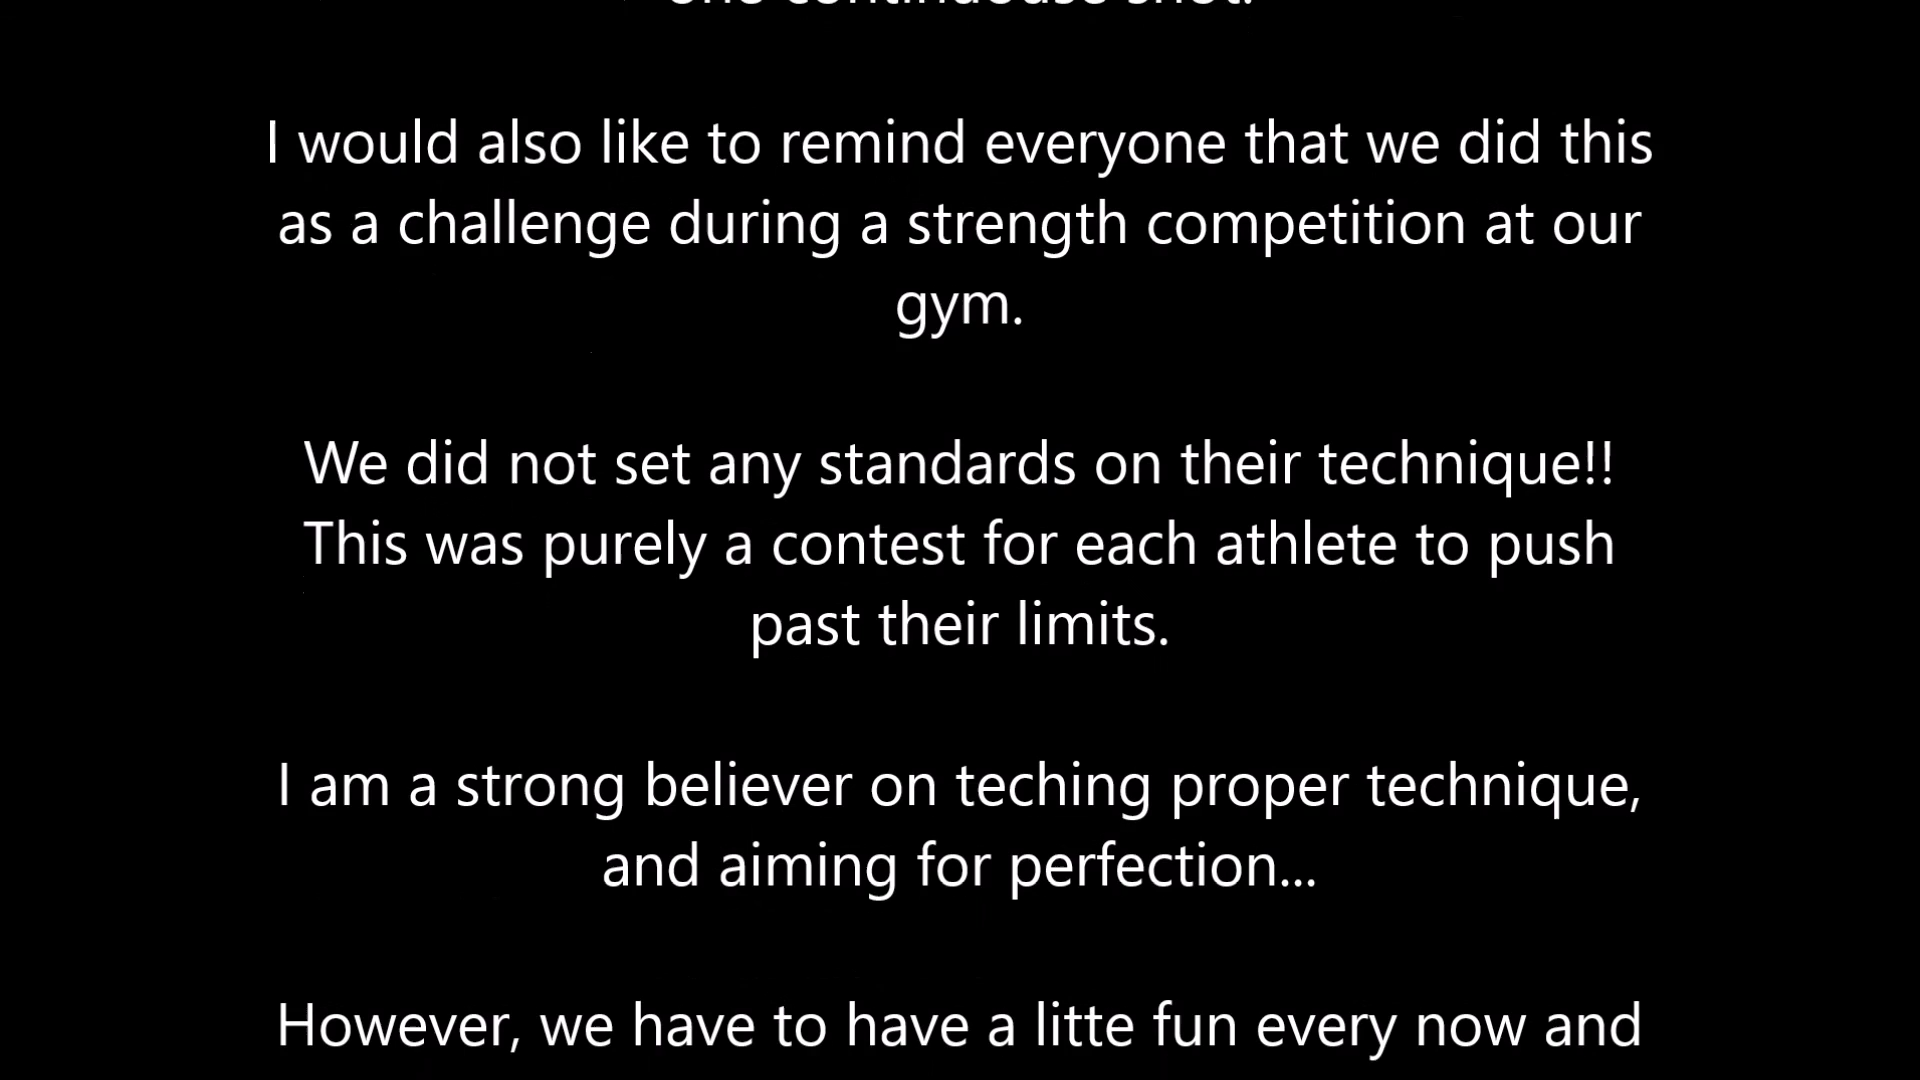 one continuouse shot.
I would also like to remind everyone that we did this
as a challenge during a strength competition at our
gym.
We did not set any standards on their technique!!
This was purely a contest for each athlete to push
past their limits.
I am a strong believer on teching proper technique,
and aiming for perfection...
However, we have to have a litte fun every now and